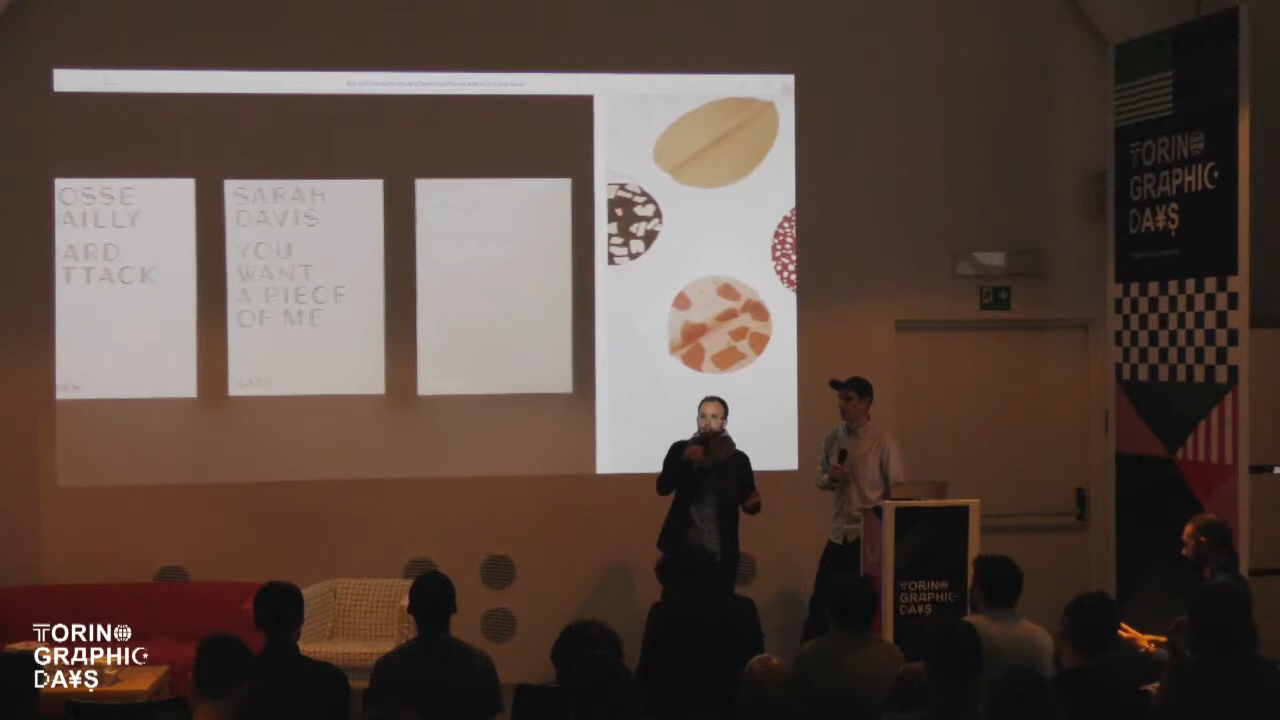 OSSE
AILLY
ARD
TTACK
SARAH
DAVIS
YOU
WANT
A PIECE
OF ME
TORINO
GRAPHIC
DA¥Ș
TORINO
GRAPHIC
DA¥Ș
TORINO
GRAPHIC
DA¥Ș